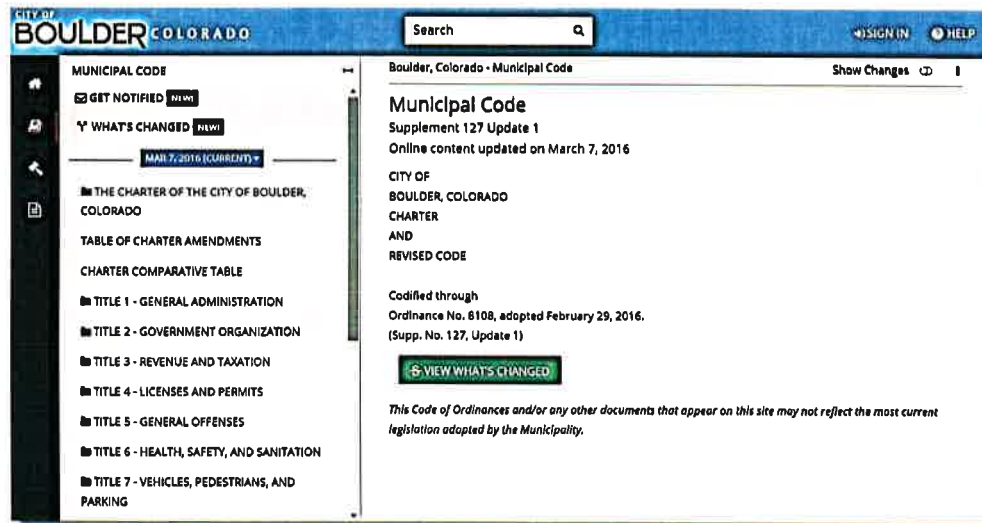 CITY OF
BOULDER COLORADO
Search
SIGN IN
HELP
MUNICIPAL CODE
GET NOTIFIED NEW!
WHAT'S CHANGED NEW!
MAR 7, 2016 (CURRENT)
THE CHARTER OF THE CITY OF BOULDER,
COLORADO
TABLE OF CHARTER AMENDMENTS
CHARTER COMPARATIVE TABLE
TITLE 1 - GENERAL ADMINISTRATION
TITLE 2 - GOVERNMENT ORGANIZATION
TITLE 3 - REVENUE AND TAXATION
TITLE 4 - LICENSES AND PERMITS
TITLE 5 - GENERAL OFFENSES
TITLE 6 - HEALTH, SAFETY, AND SANITATION
TITLE 7 - VEHICLES, PEDESTRIANS, AND
PARKING
Boulder, Colorado - Municipal Code
Show Changes
Municipal Code
Supplement 127 Update 1
Online content updated on March 7, 2016
CITY OF
BOULDER, COLORADO
CHARTER
AND
REVISED CODE
Codified through
Ordinance No. 8108, adopted February 29, 2016.
(Supp. No. 127, Update 1)
VIEW WHAT'S CHANGED
This Code of Ordinances and/or any other documents that appear on this site may not reflect the most current
legislation adopted by the Municipality.